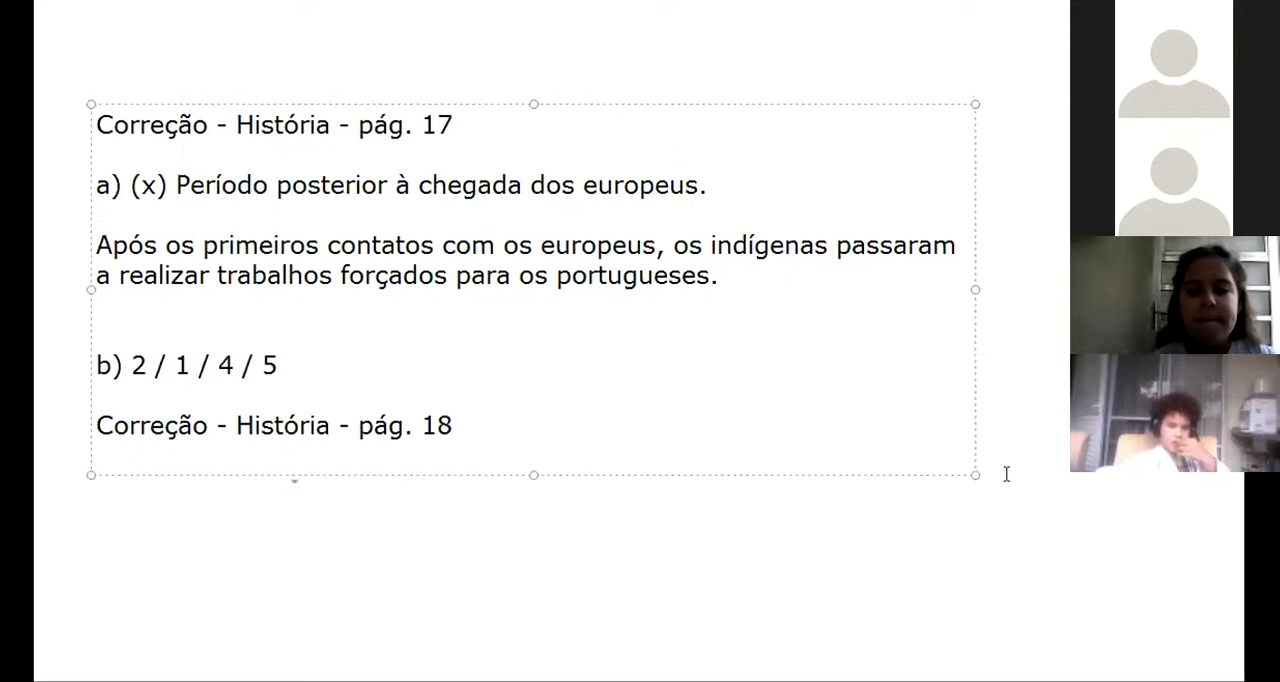 Correção - História - pág. 17
a) (x) Período posterior à chegada dos europeus.
Após os primeiros contatos com os europeus, os indígenas passaram
a realizar trabalhos forçados para os portugueses.
b) 2 / 1 / 4 / 5
Correção - História - pág. 18